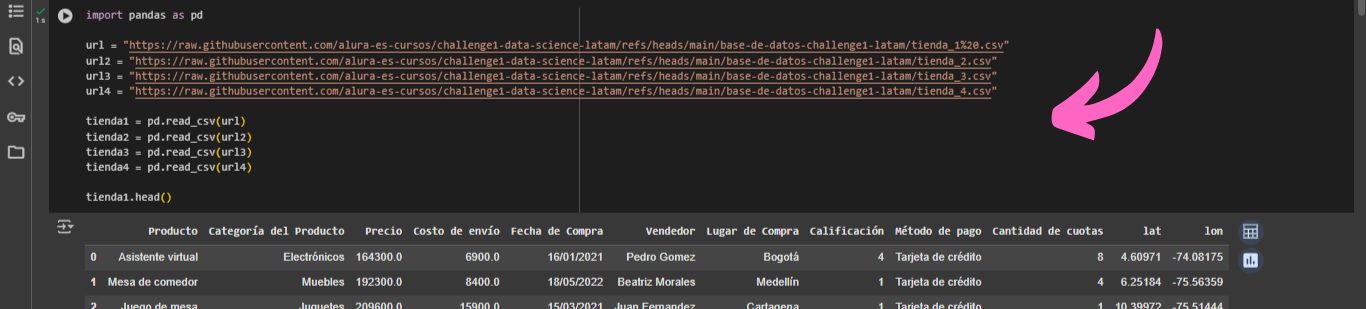 1 s
import pandas as pd
url = "https://raw.githubusercontent.com/alura-es-cursos/challenge1-data-science-latam/refs/heads/main/base-de-datos-challenge1-latam/tienda_1%20.csv"
url2 = "https://raw.githubusercontent.com/alura-es-cursos/challenge1-data-science-latam/refs/heads/main/base-de-datos-challenge1-latam/tienda_2.csv"
url3 = "https://raw.githubusercontent.com/alura-es-cursos/challenge1-data-science-latam/refs/heads/main/base-de-datos-challenge1-latam/tienda_3.csv"
url4 = "https://raw.githubusercontent.com/alura-es-cursos/challenge1-data-science-latam/refs/heads/main/base-de-datos-challenge1-latam/tienda_4.csv"
tienda1 = pd.read_csv(url)
tienda2 = pd.read_csv(url2)
tienda3 = pd.read_csv(url3)
tienda4 = pd.read_csv(url4)
tienda1.head()
Producto Categoría del Producto Precio Costo de envío Fecha de Compra Vendedor Lugar de Compra Calificación Método de pago Cantidad de cuotas lat lon
0 Asistente virtual Electrónicos 164300.0 6900.0 16/01/2021 Pedro Gomez Bogotá 4 Tarjeta de crédito 8 4.60971 -74.08175
1 Mesa de comedor Muebles 192300.0 8400.0 18/05/2022 Beatriz Morales Medellín 1 Tarjeta de crédito 4 6.25184 -75.56359
2 Juego de mesa Juguetes 209600.0 15900.0 15/03/2021 Juan Fernandez Cartagena 1 Tarjeta de crédito 1 10.39972 -75.51444